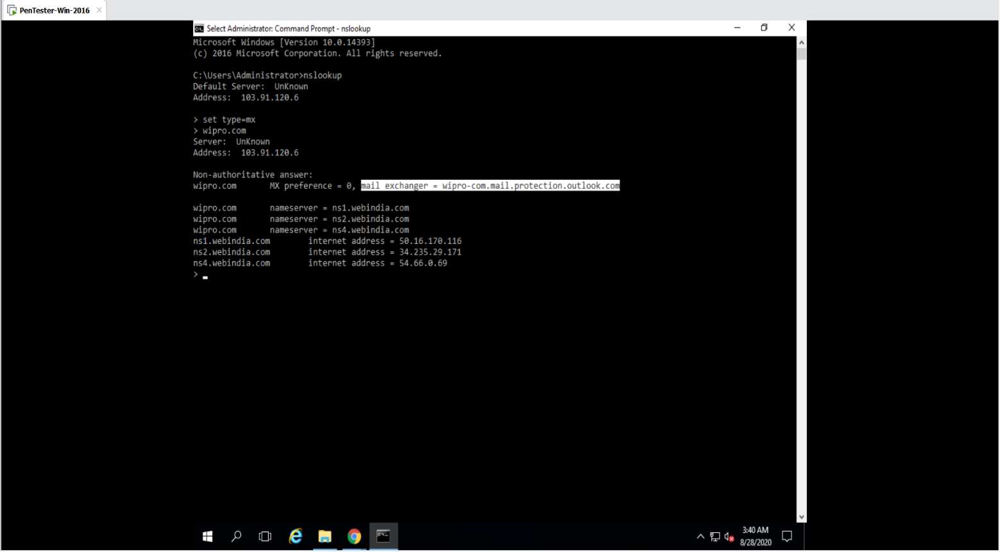 PenTester-Win-2016
Select Administrator: Command Prompt - nslookup
Microsoft Windows [Version 10.0.14393]
(c) 2016 Microsoft Corporation. All rights reserved.
C:\Users\Administrator>nslookup
Default Server:  UnKnown
Address:  103.91.120.6
> set type=mx
> wipro.com
Server:  UnKnown
Address:  103.91.120.6
Non-authoritative answer:
wipro.com       MX preference = 0, mail exchanger = wipro-com.mail.protection.outlook.com
wipro.com       nameserver = ns1.webindia.com
wipro.com       nameserver = ns2.webindia.com
wipro.com       nameserver = ns4.webindia.com
ns1.webindia.com        internet address = 50.16.170.116
ns2.webindia.com        internet address = 34.235.29.171
ns4.webindia.com        internet address = 54.66.0.69
>
3:40 AM
8/28/2020